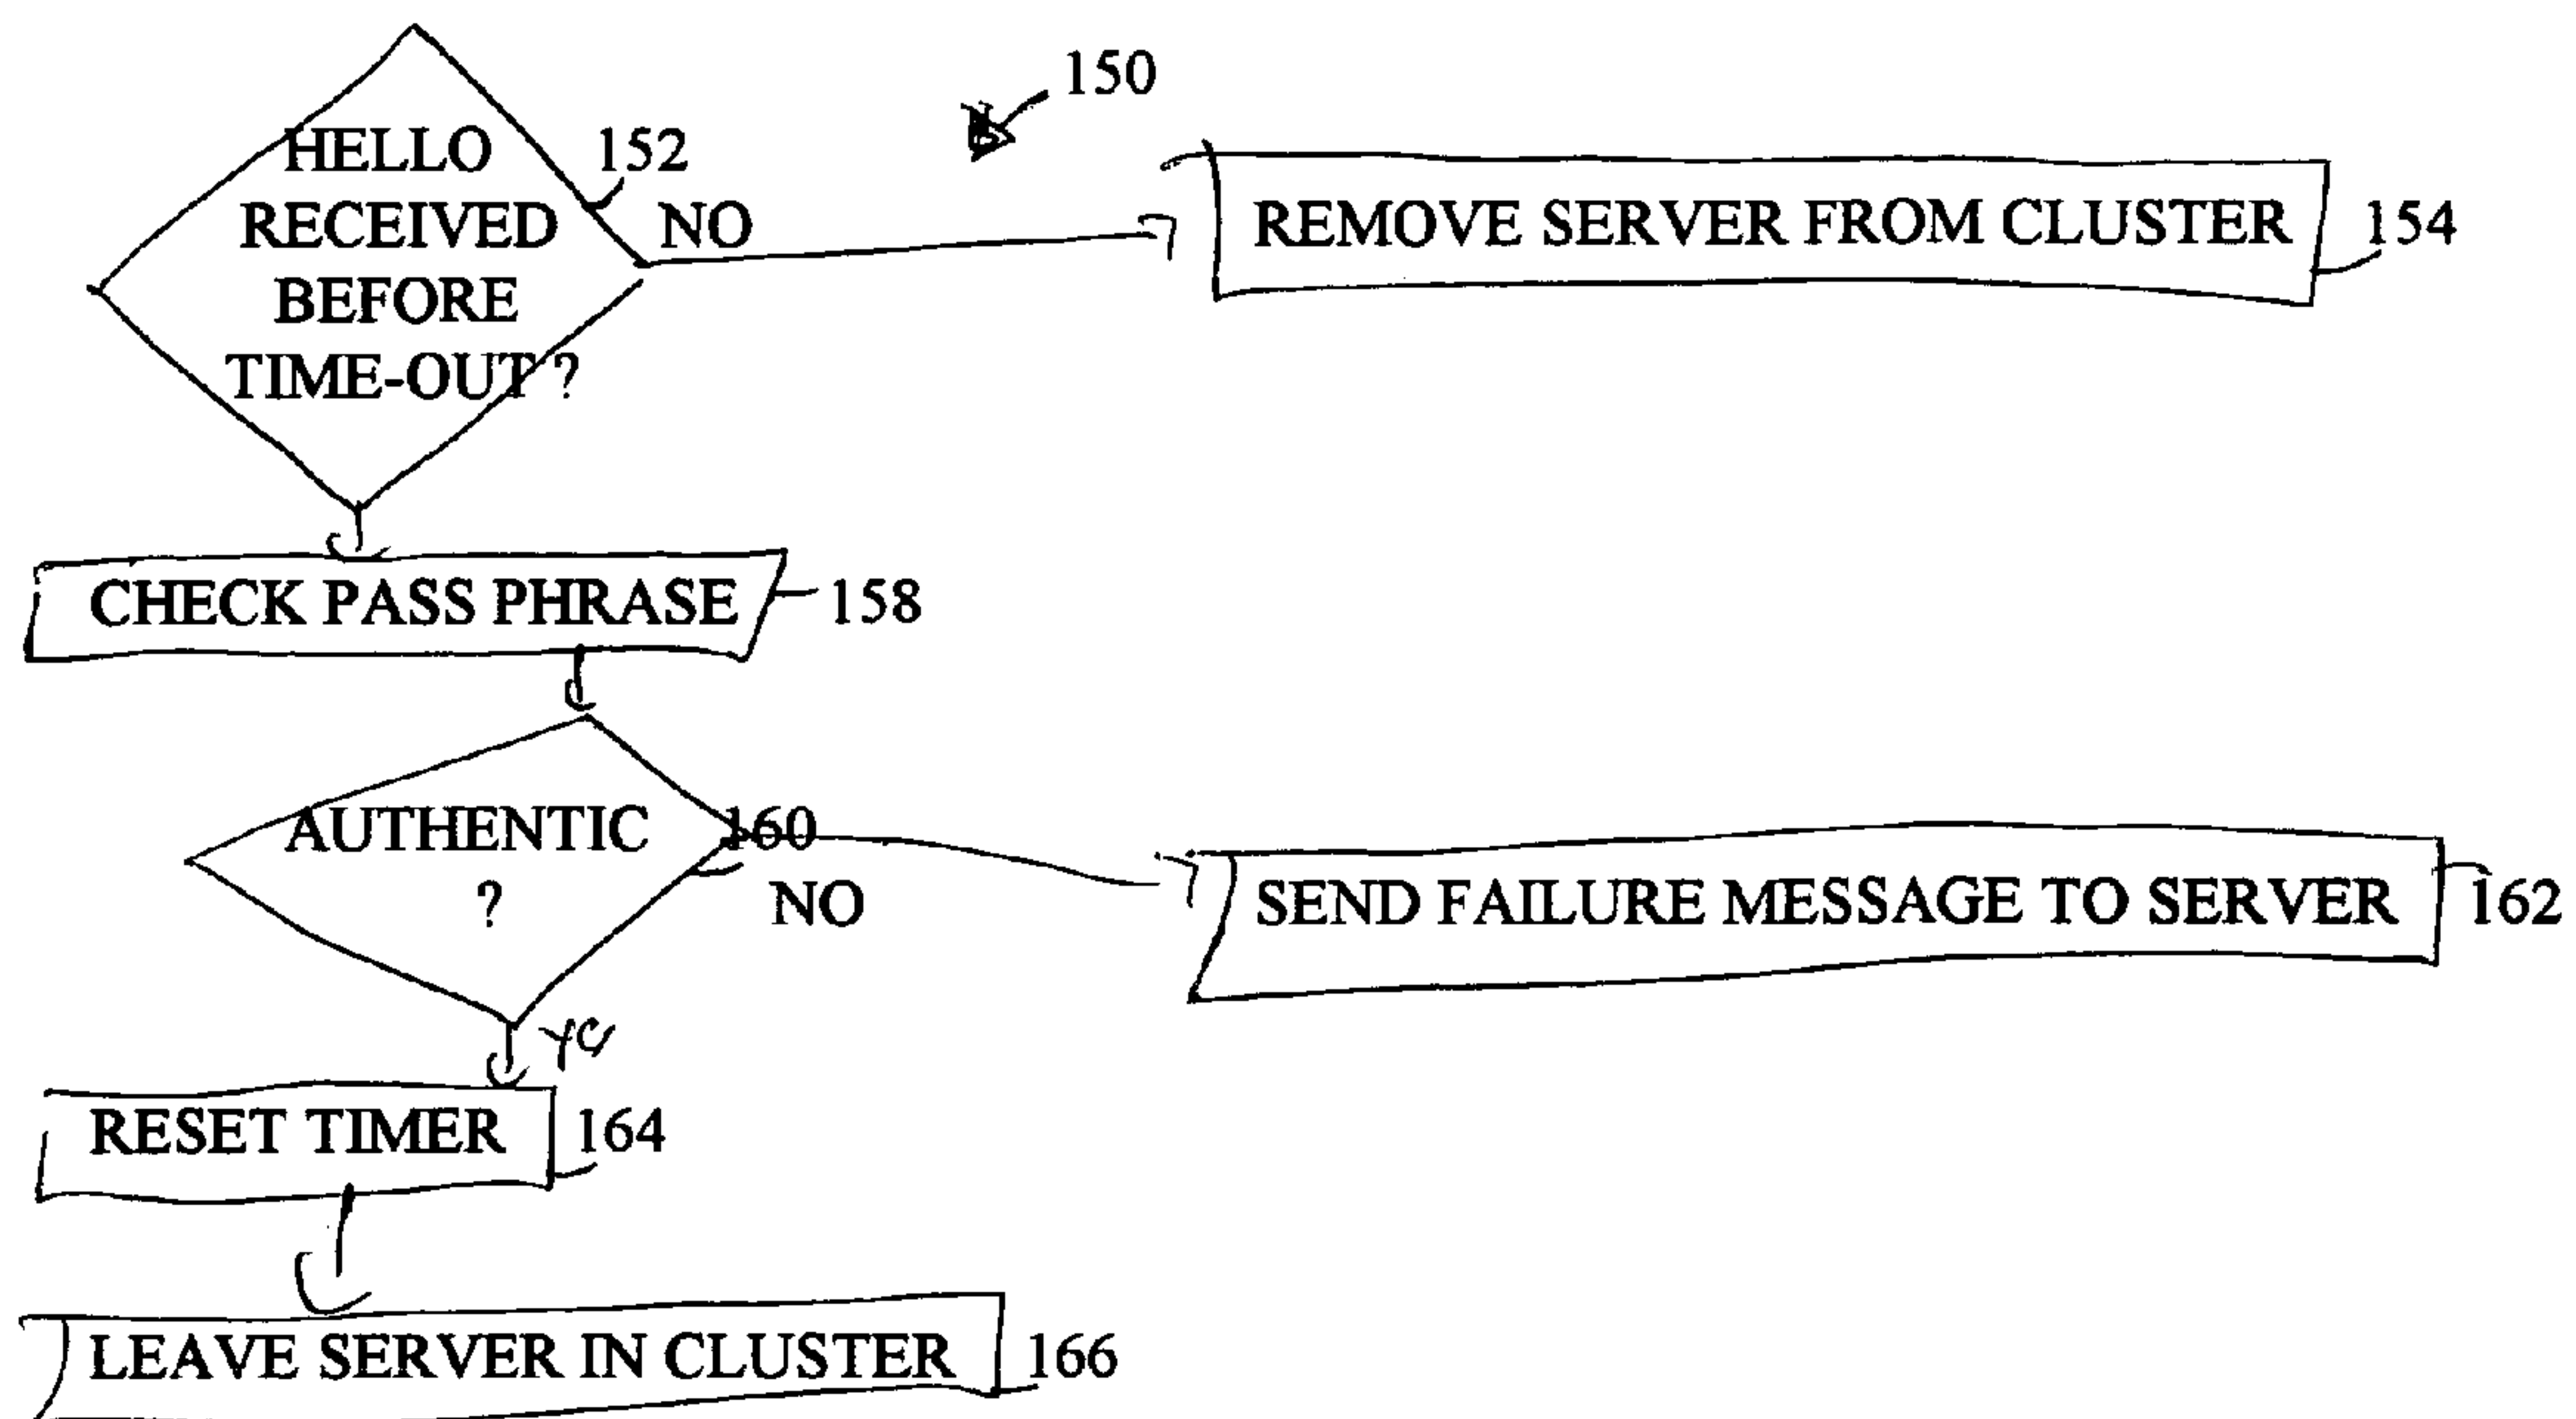 150
HELLO
RECEIVED
BEFORE
TIME-OUT ?
152
NO
REMOVE SERVER FROM CLUSTER
154
CHECK PASS PHRASE
158
AUTHENTIC
?
160
NO
SEND FAILURE MESSAGE TO SERVER
162
RESET TIMER
164
LEAVE SERVER IN CLUSTER
166